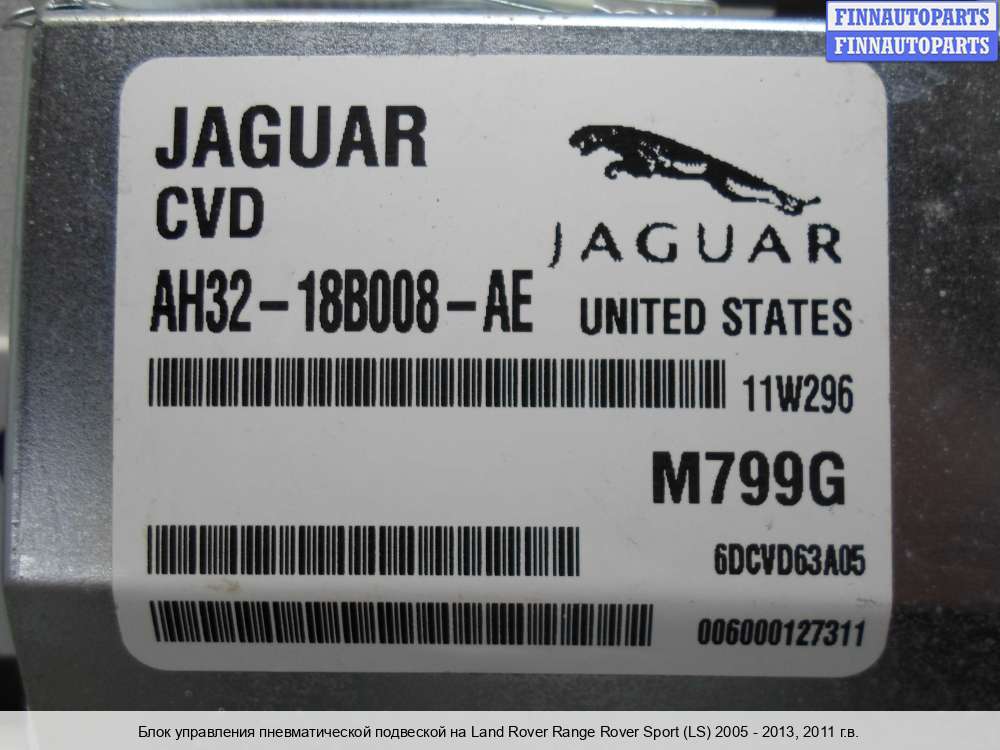 FINNAUTOPARTS
FINNAUTOPARTS
JAGUAR
CVD
JAGUAR
AH32-18B008-AE
UNITED STATES
11W296
M799G
6DCVD63A05
006000127311
Блок управления пневматической подвеской на Land Rover Range Rover Sport (LS) 2005 - 2013, 2011 г.в.